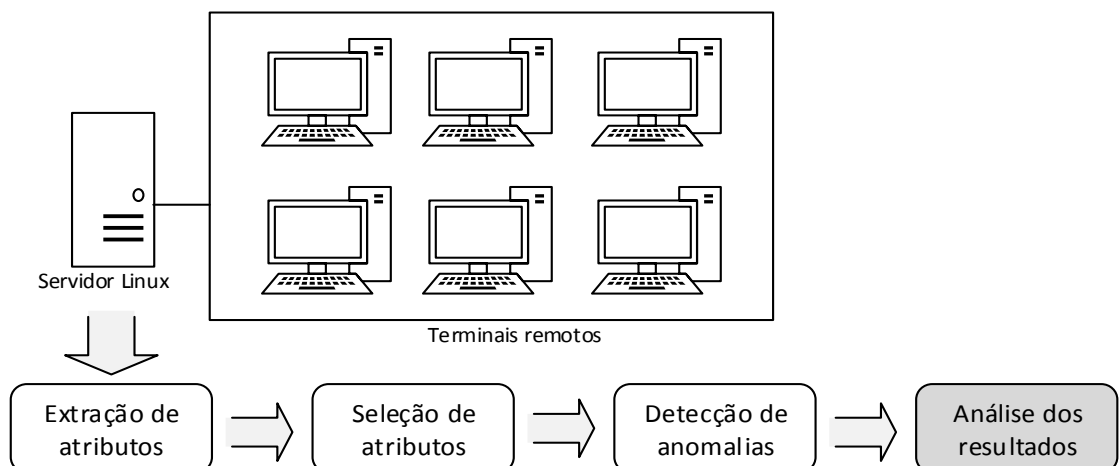 Servidor Linux
Terminais remotos
Extração de
atributos
Seleção de
atributos
Detecção de
anomalias
Análise dos
resultados